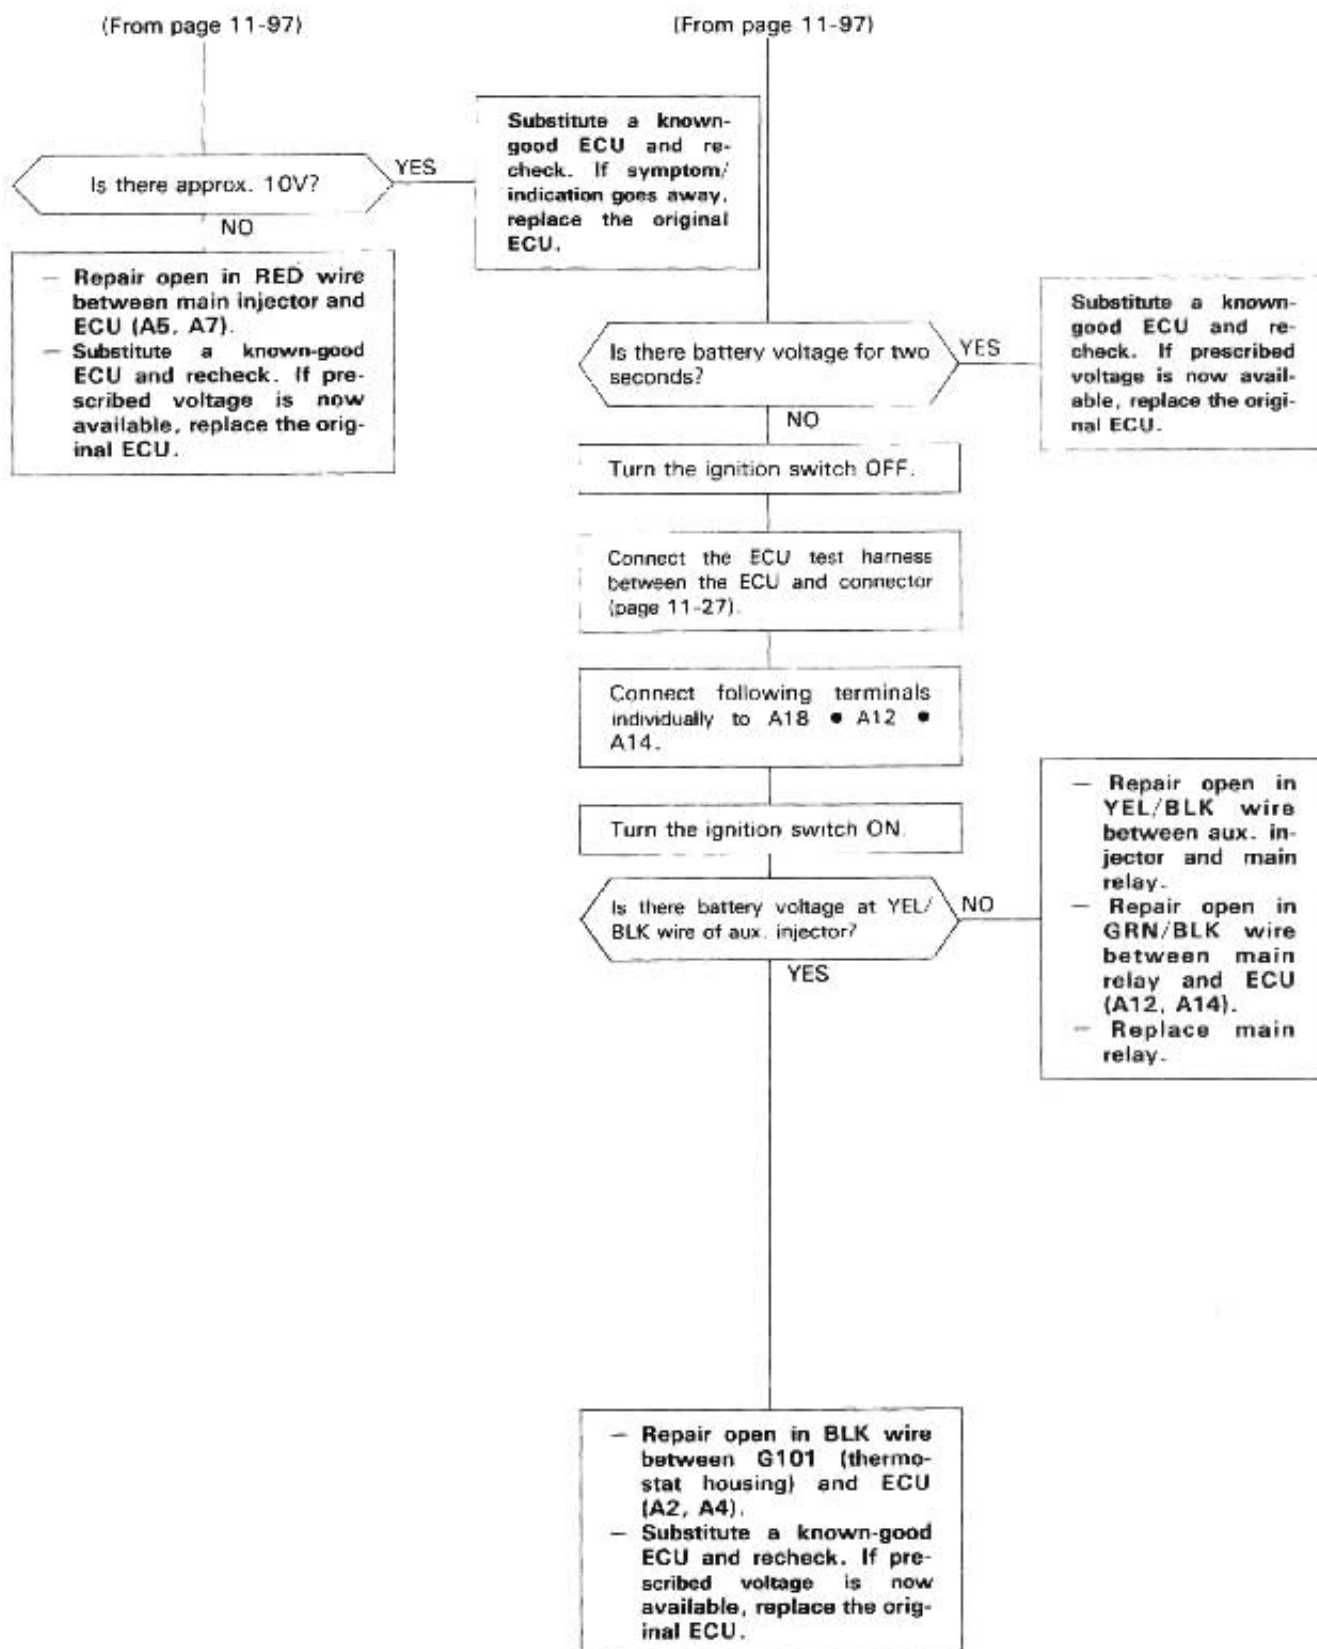 (From page 11-97)
(From page 11-97)
Is there approx. 10V?
YES
NO
Substitute a known-
good ECU and re-
check. If symptom/
indication goes away,
replace the original
ECU.
— Repair open in RED wire
between main injector and
ECU (A5, A7).
— Substitute a known-good
ECU and recheck. If pre-
scribed voltage is now
available, replace the orig-
inal ECU.
Is there battery voltage for two
seconds?
YES
NO
Substitute a known-
good ECU and re-
check. If prescribed
voltage is now avail-
able, replace the origi-
nal ECU.
Turn the ignition switch OFF.
Connect the ECU test harness
between the ECU and connector
(page 11-27).
Connect following terminals
individually to A18 • A12 •
A14.
Turn the ignition switch ON.
Is there battery voltage at YEL/
BLK wire of aux. injector?
NO
YES
— Repair open in
YEL/BLK wire
between aux. in-
jector and main
relay.
— Repair open in
GRN/BLK wire
between main
relay and ECU
(A12, A14).
— Replace main
relay.
— Repair open in BLK wire
between G101 (thermo-
stat housing) and ECU
(A2, A4).
— Substitute a known-good
ECU and recheck. If pre-
scribed voltage is now
available, replace the orig-
inal ECU.